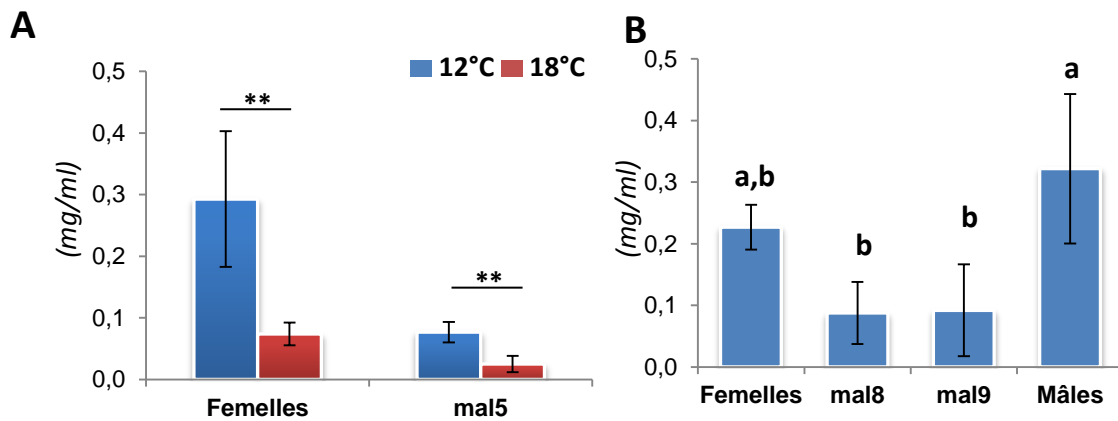 A
12°C 18°C
(mg/ml)
0,5
0,4
0,3
0,2
0,1
0,0
**
**
Femelles mal5
B
(mg/ml)
0,5
0,4
0,3
0,2
0,1
0,0
a,b
b
b
a
Femelles mal8 mal9 Mâles